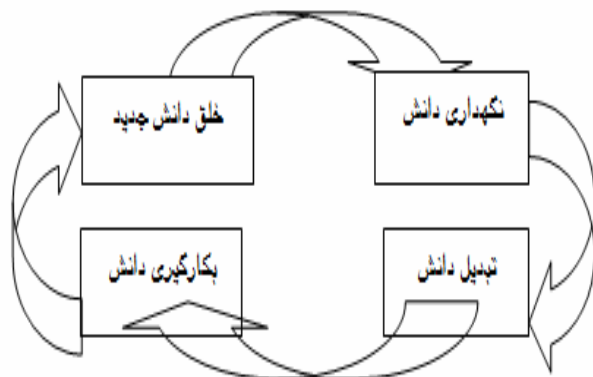 خلق دانش جدید
نگهداری دانش
تبدیل دانش
بکارگیری دانش